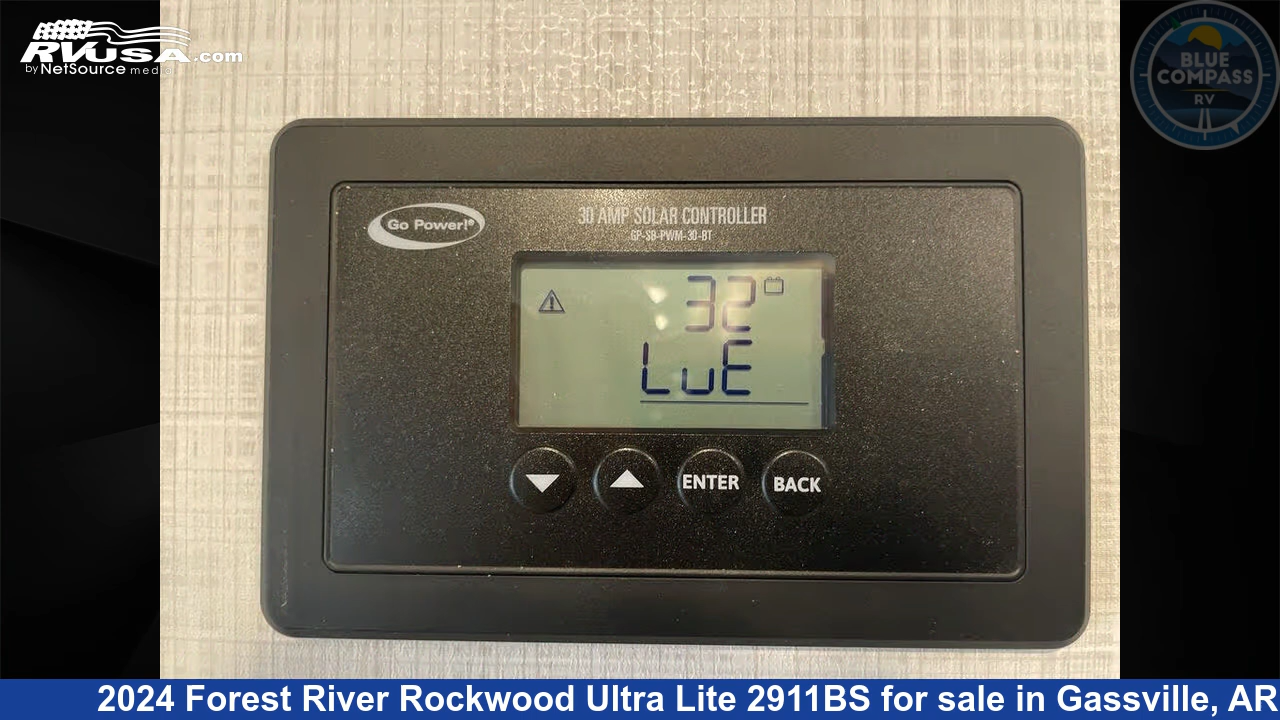 RVUSA.com
by NetSource media
BLUE
COMPASS
RV
Go Power!®
30 AMP SOLAR CONTROLLER
GP-SB-PWM-30-BT
32
LuE
ENTER
BACK
2024 Forest River Rockwood Ultra Lite 2911BS for sale in Gassville, AR